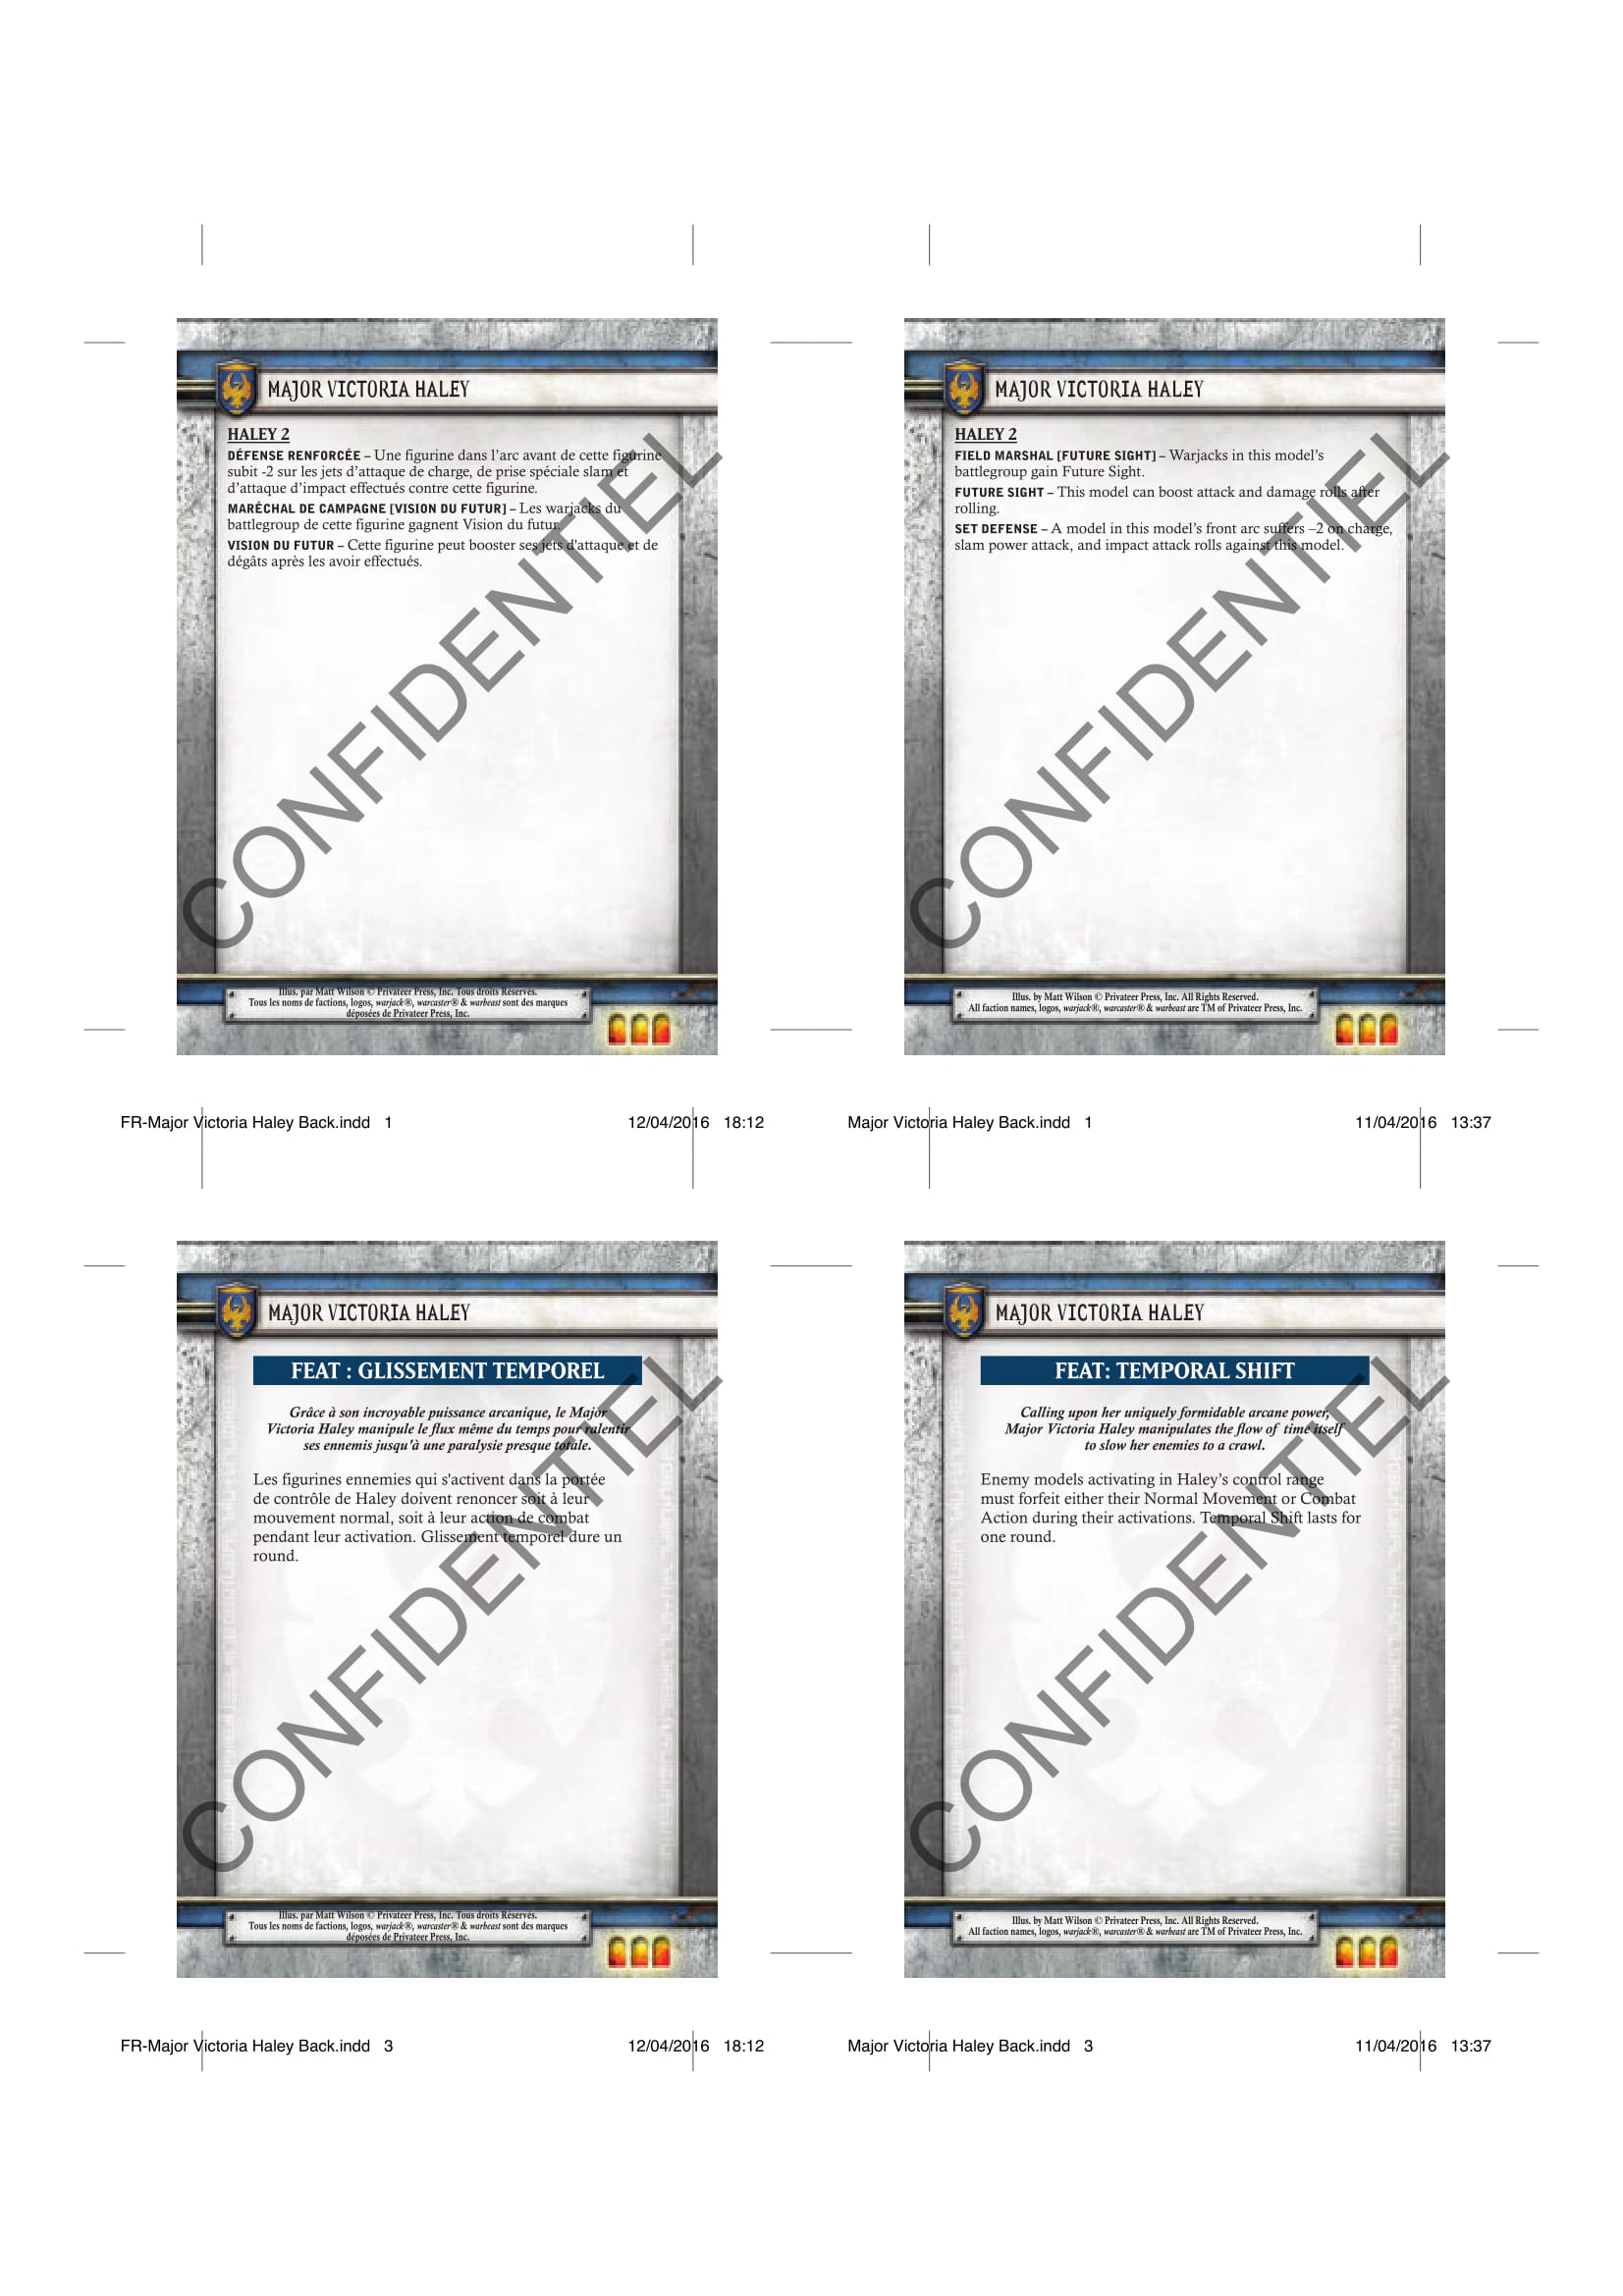 MAJOR VICTORIA HALEY
HALEY 2
DÉFENSE RENFORCÉE – Une figurine dans l’arc avant de cette figurine
subit -2 sur les jets d’attaque de charge, de prise spéciale slam et
d’attaque d’impact effectués contre cette figurine.
MARÉCHAL DE CAMPAGNE [VISION DU FUTUR] – Les warjacks du
battlegroup de cette figurine gagnent Vision du futur.
VISION DU FUTUR – Cette figurine peut booster ses jets d'attaque et de
dégâts après les avoir effectués.
CONFIDENTIEL
Illus. par Matt Wilson © Privateer Press, Inc. Tous droits Réservés.
Tous les noms de factions, logos, warjack®, warcaster® & warbeast sont des marques
déposées de Privateer Press, Inc.
FR-Major Victoria Haley Back.indd 1
12/04/2016 18:12
MAJOR VICTORIA HALEY
HALEY 2
FIELD MARSHAL [FUTURE SIGHT] – Warjacks in this model’s
battlegroup gain Future Sight.
FUTURE SIGHT – This model can boost attack and damage rolls after
rolling.
SET DEFENSE – A model in this model’s front arc suffers –2 on charge,
slam power attack, and impact attack rolls against this model.
CONFIDENTIEL
Illus. by Matt Wilson © Privateer Press, Inc. All Rights Reserved.
All faction names, logos, warjack®, warcaster® & warbeast are TM of Privateer Press, Inc.
Major Victoria Haley Back.indd 1
11/04/2016 13:37
MAJOR VICTORIA HALEY
FEAT : GLISSEMENT TEMPOREL
Grâce à son incroyable puissance arcanique, le Major
Victoria Haley manipule le flux même du temps pour ralentir
ses ennemis jusqu'à une paralysie presque totale.
Les figurines ennemies qui s'activent dans la portée
de contrôle de Haley doivent renoncer soit à leur
mouvement normal, soit à leur action de combat
pendant leur activation. Glissement temporel dure un
round.
CONFIDENTIEL
Illus. par Matt Wilson © Privateer Press, Inc. Tous droits Réservés.
Tous les noms de factions, logos, warjack®, warcaster® & warbeast sont des marques
déposées de Privateer Press, Inc.
FR-Major Victoria Haley Back.indd 3
12/04/2016 18:12
MAJOR VICTORIA HALEY
FEAT: TEMPORAL SHIFT
Calling upon her uniquely formidable arcane power,
Major Victoria Haley manipulates the flow of time itself
to slow her enemies to a crawl.
Enemy models activating in Haley’s control range
must forfeit either their Normal Movement or Combat
Action during their activations. Temporal Shift lasts for
one round.
CONFIDENTIEL
Illus. by Matt Wilson © Privateer Press, Inc. All Rights Reserved.
All faction names, logos, warjack®, warcaster® & warbeast are TM of Privateer Press, Inc.
Major Victoria Haley Back.indd 3
11/04/2016 13:37